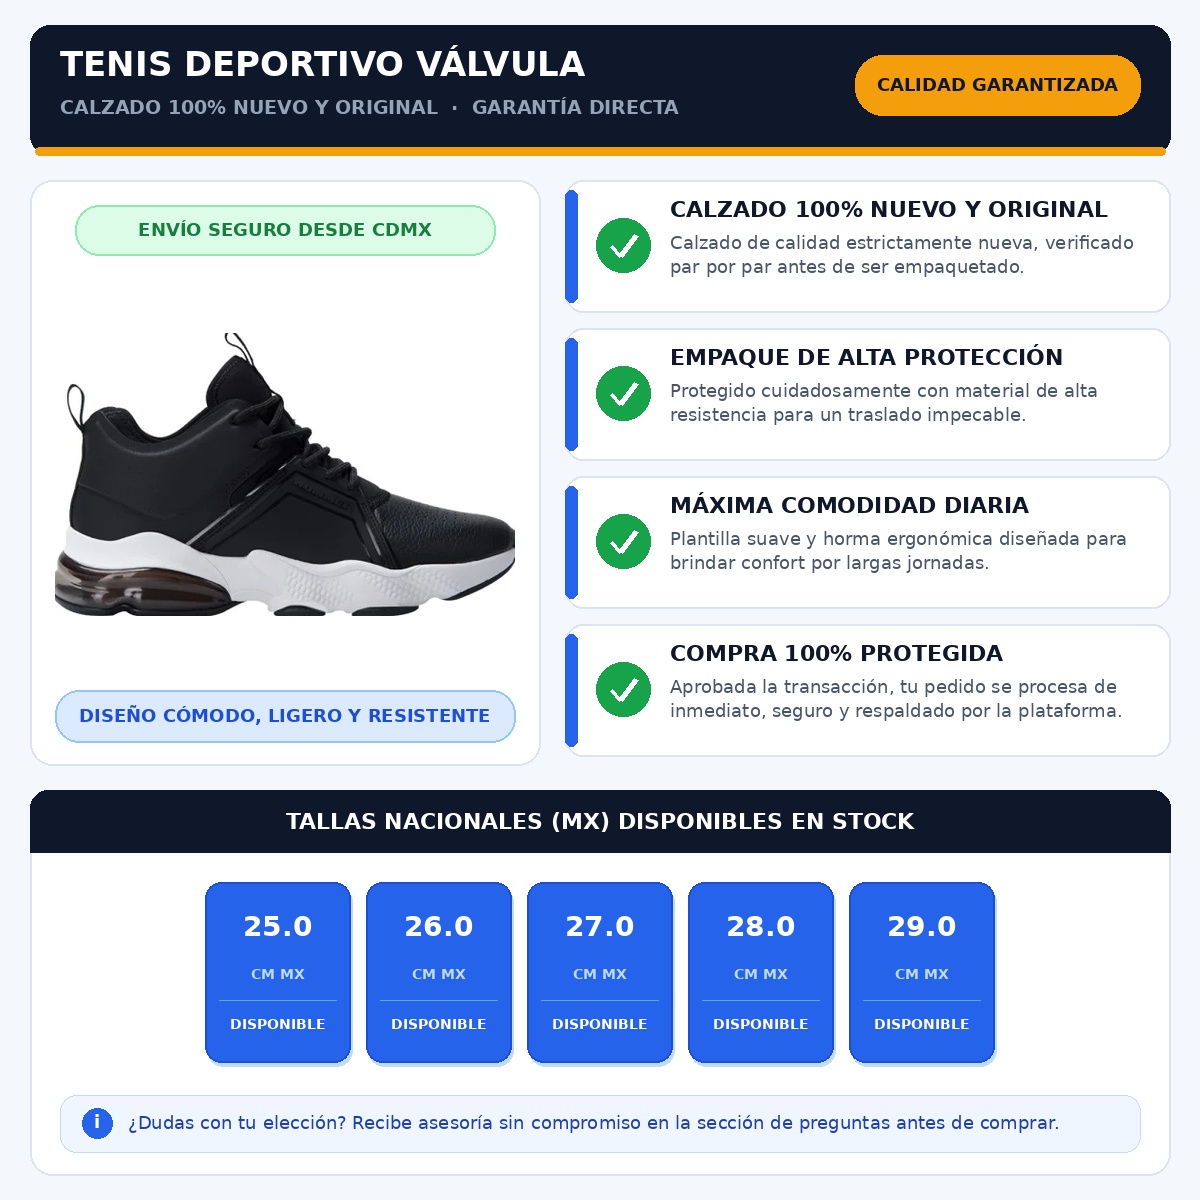 TENIS DEPORTIVO VÁLVULA
CALZADO 100% NUEVO Y ORIGINAL · GARANTÍA DIRECTA
CALIDAD GARANTIZADA
ENVÍO SEGURO DESDE CDMX
DISEÑO CÓMODO, LIGERO Y RESISTENTE
CALZADO 100% NUEVO Y ORIGINAL
Calzado de calidad estrictamente nueva, verificado
par por par antes de ser empaquetado.
EMPAQUE DE ALTA PROTECCIÓN
Protegido cuidadosamente con material de alta
resistencia para un traslado impecable.
MÁXIMA COMODIDAD DIARIA
Plantilla suave y horma ergonómica diseñada para
brindar confort por largas jornadas.
COMPRA 100% PROTEGIDA
Aprobada la transacción, tu pedido se procesa de
inmediato, seguro y respaldado por la plataforma.
TALLAS NACIONALES (MX) DISPONIBLES EN STOCK
25.0
CM MX
DISPONIBLE
26.0
CM MX
DISPONIBLE
27.0
CM MX
DISPONIBLE
28.0
CM MX
DISPONIBLE
29.0
CM MX
DISPONIBLE
i ¿Dudas con tu elección? Recibe asesoría sin compromiso en la sección de preguntas antes de comprar.